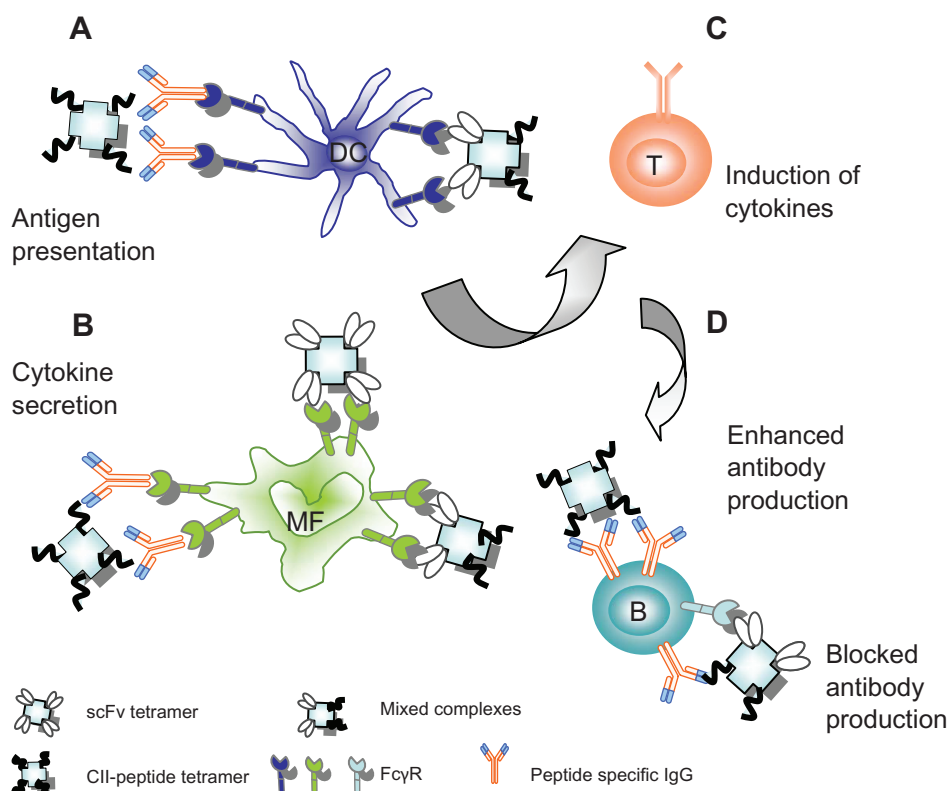 A
C
DC
T
Antigen
presentation
Induction of
cytokines
B
D
Cytokine
secretion
MF
Enhanced
antibody
production
B
Blocked
antibody
production
scFv tetramer
Mixed complexes
CII-peptide tetramer
FcγR
Peptide specific IgG